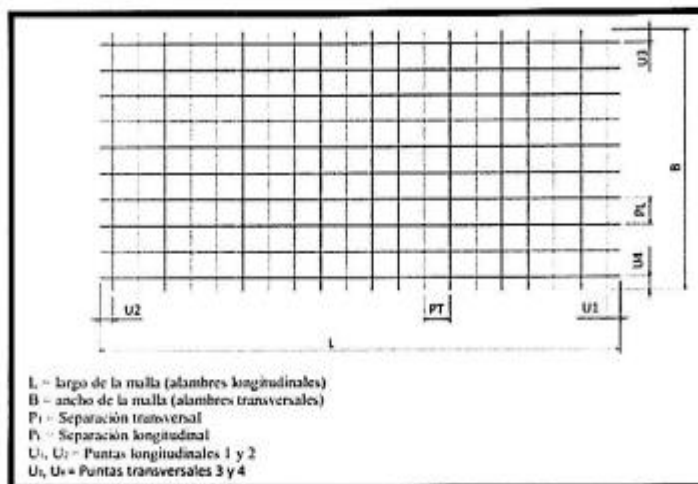 U3
B
PL
U4
U2
PT
U1
L
L = largo de la malla (alambres longitudinales)
B = ancho de la malla (alambres transversales)
PT = Separación transversal
PL = Separación longitudinal
U1, U2 = Puntas longitudinales 1 y 2
U3, U4 = Puntas transversales 3 y 4